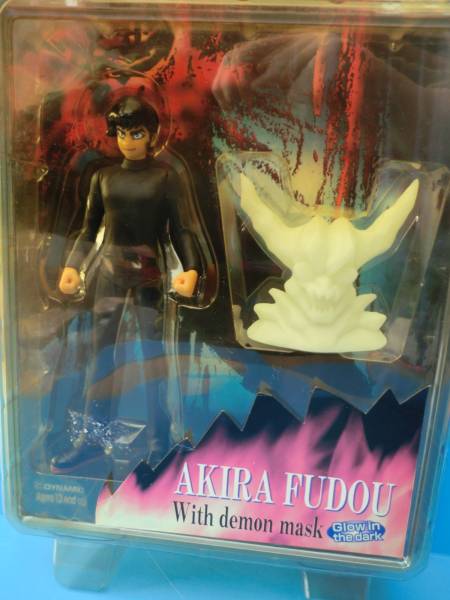 AKIRA FUDOU
With demon mask
Glow in
the dark
DYNAMIC
Ages 13 and up